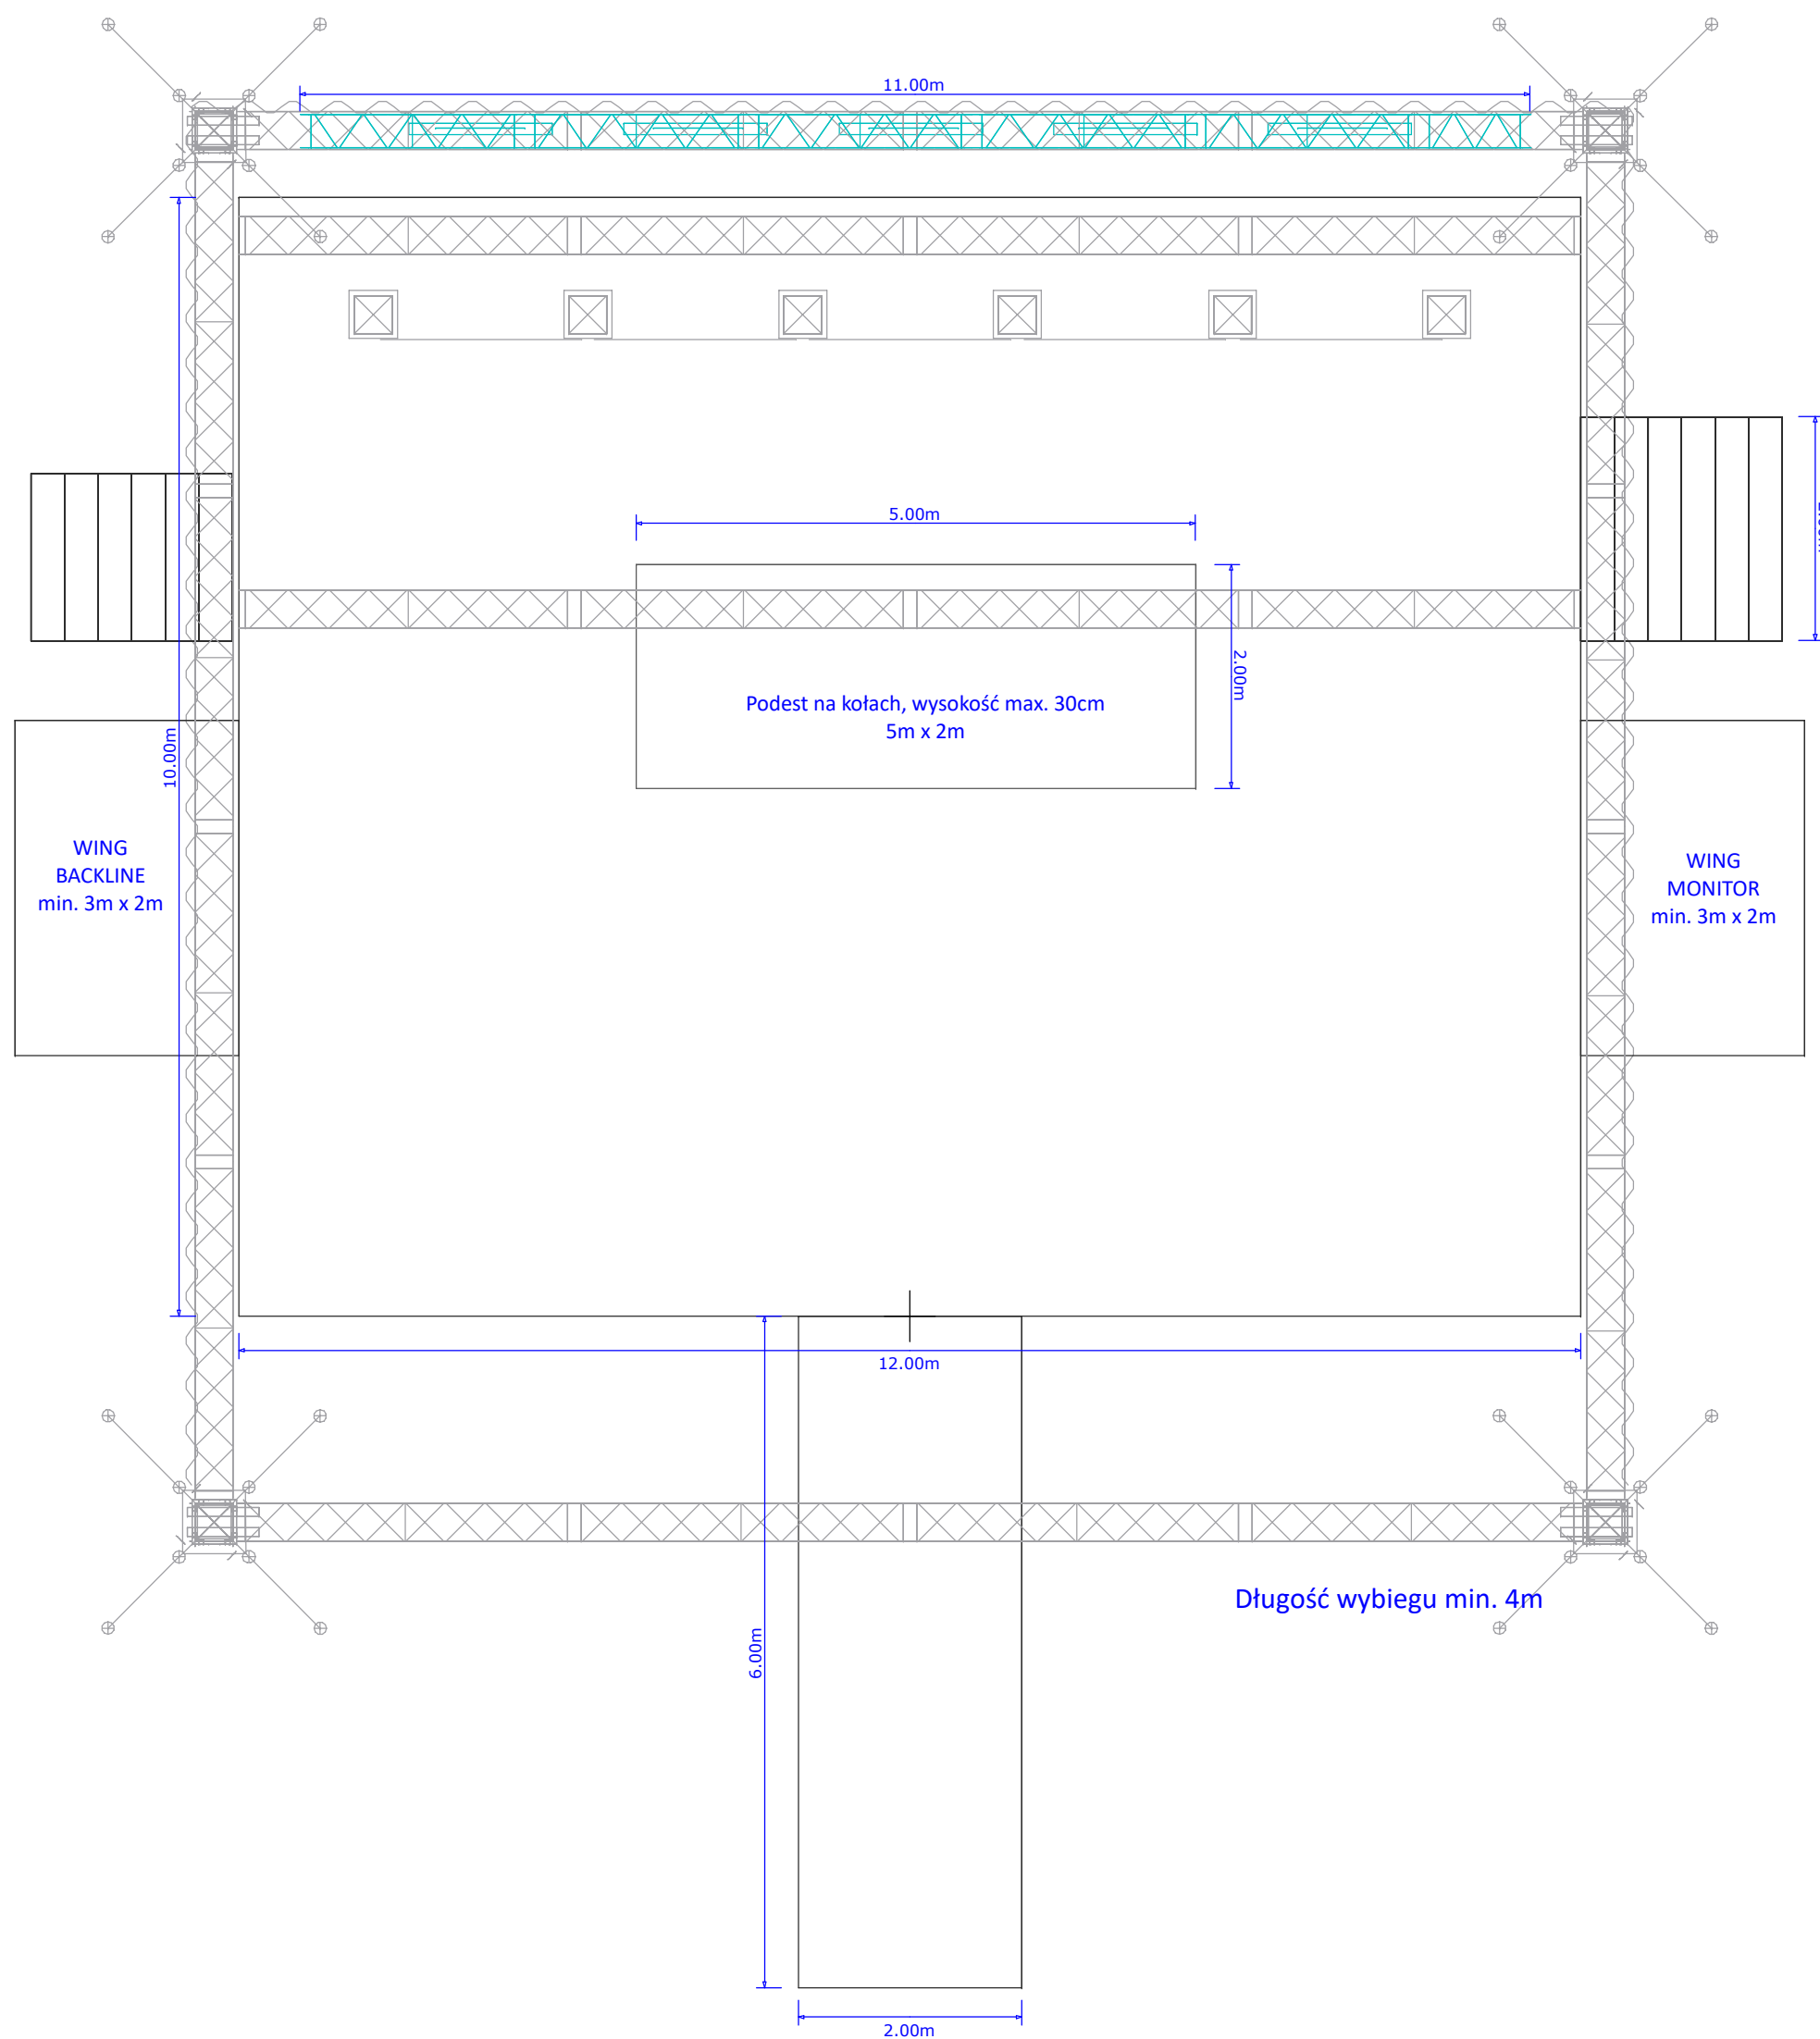 11.00m
5.00m
2.00m
Podest na kołach, wysokość max. 30cm
5m x 2m
10.00m
WING
BACKLINE
min. 3m x 2m
WING
MONITOR
min. 3m x 2m
12.00m
Długość wybiegu min. 4m
6.00m
2.00m